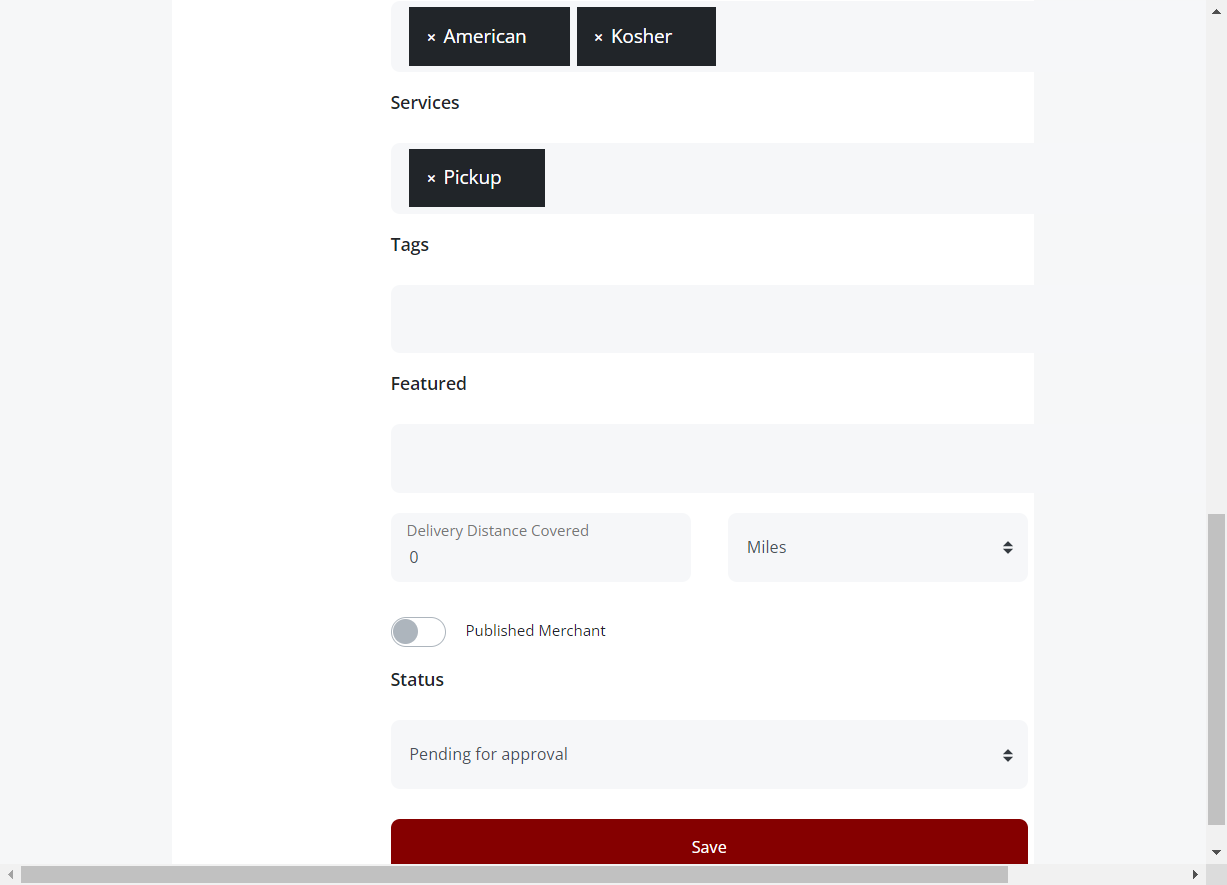 × American × Kosher
Services
× Pickup
Tags
Featured
Delivery Distance Covered
0
Miles
Published Merchant
Status
Pending for approval
Save